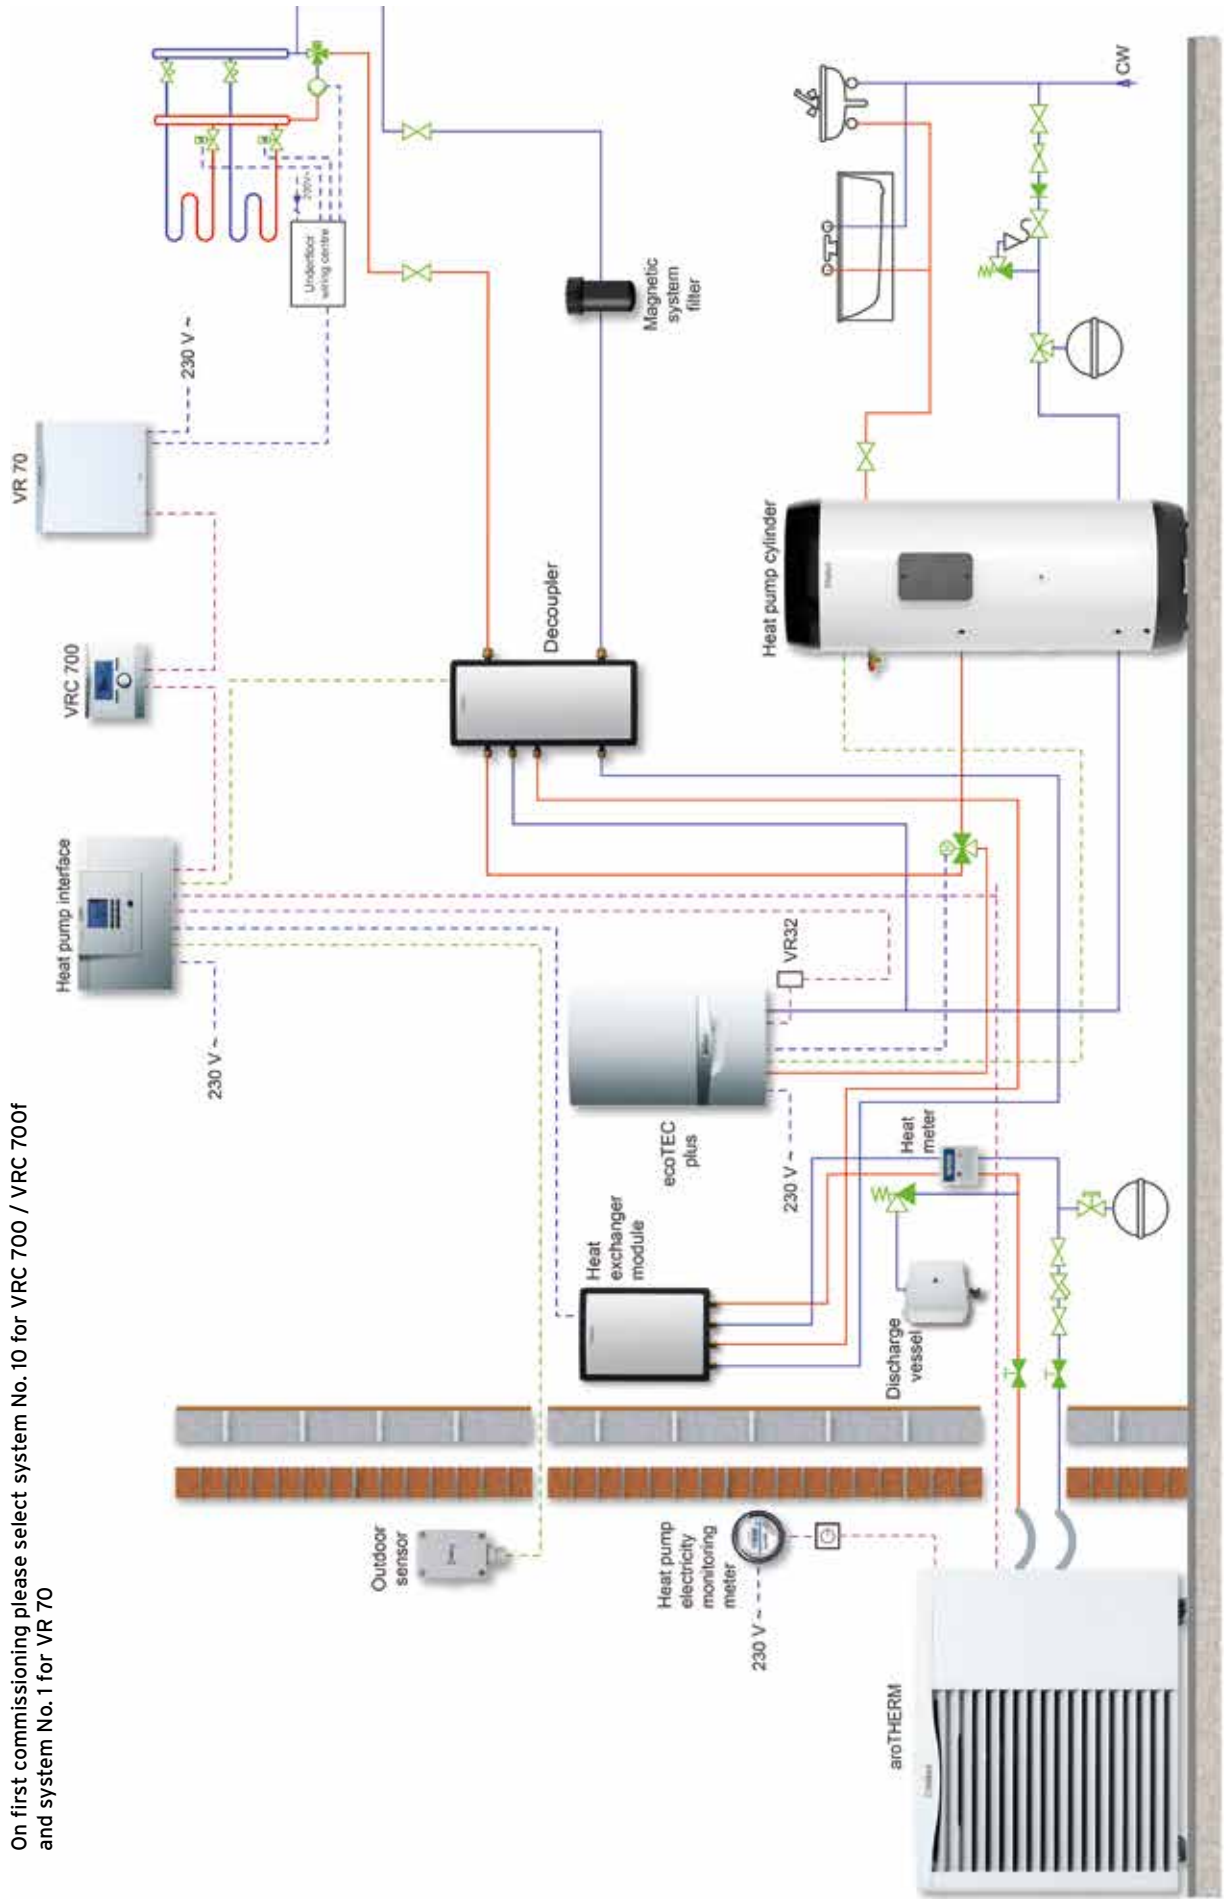 On first commissioning please select system No. 10 for VRC 700 / VRC 700f
and system No. 1 for VR 70
Heat pump interface
VRC 700
VR 70
230 V ~
230 V ~
Underfloor
wiring centre
230V~
Outdoor
sensor
Heat
exchanger
module
ecoTEC
plus
230 V ~
VR32
Decoupler
Magnetic
system
filter
Heat pump
electricity
monitoring
meter
230 V ~
Discharge
vessel
Heat
meter
Heat pump cylinder
aroTHERM
CW